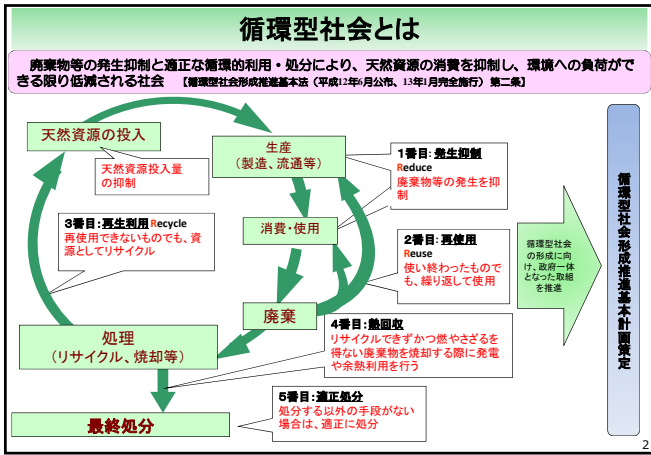 循環型社会とは
廃棄物等の発生抑制と適正な循環的利用・処分により、天然資源の消費を抑制し、環境への負荷がで
きる限り低減される社会 【循環型社会形成推進基本法（平成12年6月公布、13年1月完全施行） 第二条】
天然資源の投入
天然資源投入量
の抑制
生産
（製造、流通等）
1番目：発生抑制
Reduce
廃棄物等の発生を抑
制
消費・使用
3番目：再生利用 Recycle
再使用できないものでも、資
源としてリサイクル
2番目：再使用
Reuse
使い終わったもので
も、繰り返して使用
廃棄
処理
（リサイクル、焼却等）
4番目：熱回収
リサイクルできずかつ燃やさざるを
得ない廃棄物を焼却する際に発電
や余熱利用を行う
最終処分
5番目：適正処分
処分する以外の手段がない
場合は、適正に処分
循環型社会
の形成に向
け、政府一体
となった取組
を推進
循環型社会形成推進基本計画策定
2